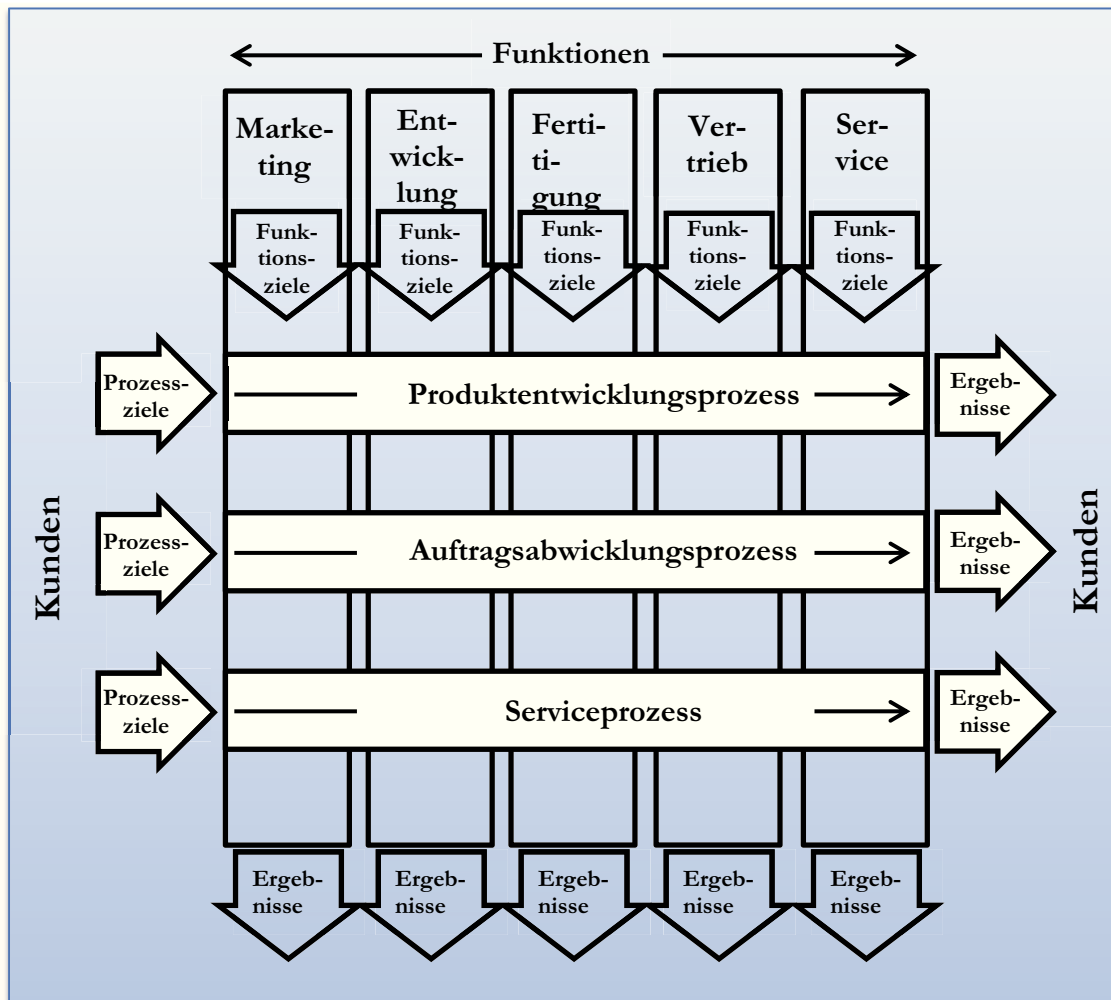 Funktionen
Marke-
ting
Ent-
wick-
lung
Ferti-
ti-
gung
Ver-
trieb
Ser-
vice
Funk-
tions-
ziele
Funk-
tions-
ziele
Funk-
tions-
ziele
Funk-
tions-
ziele
Funk-
tions-
ziele
Kunden
Prozess-
ziele
Produktentwicklungsprozess
Ergeb-
nisse
Prozess-
ziele
Auftragsabwicklungsprozess
Ergeb-
nisse
Prozess-
ziele
Serviceprozess
Ergeb-
nisse
Kunden
Ergeb-
nisse
Ergeb-
nisse
Ergeb-
nisse
Ergeb-
nisse
Ergeb-
nisse